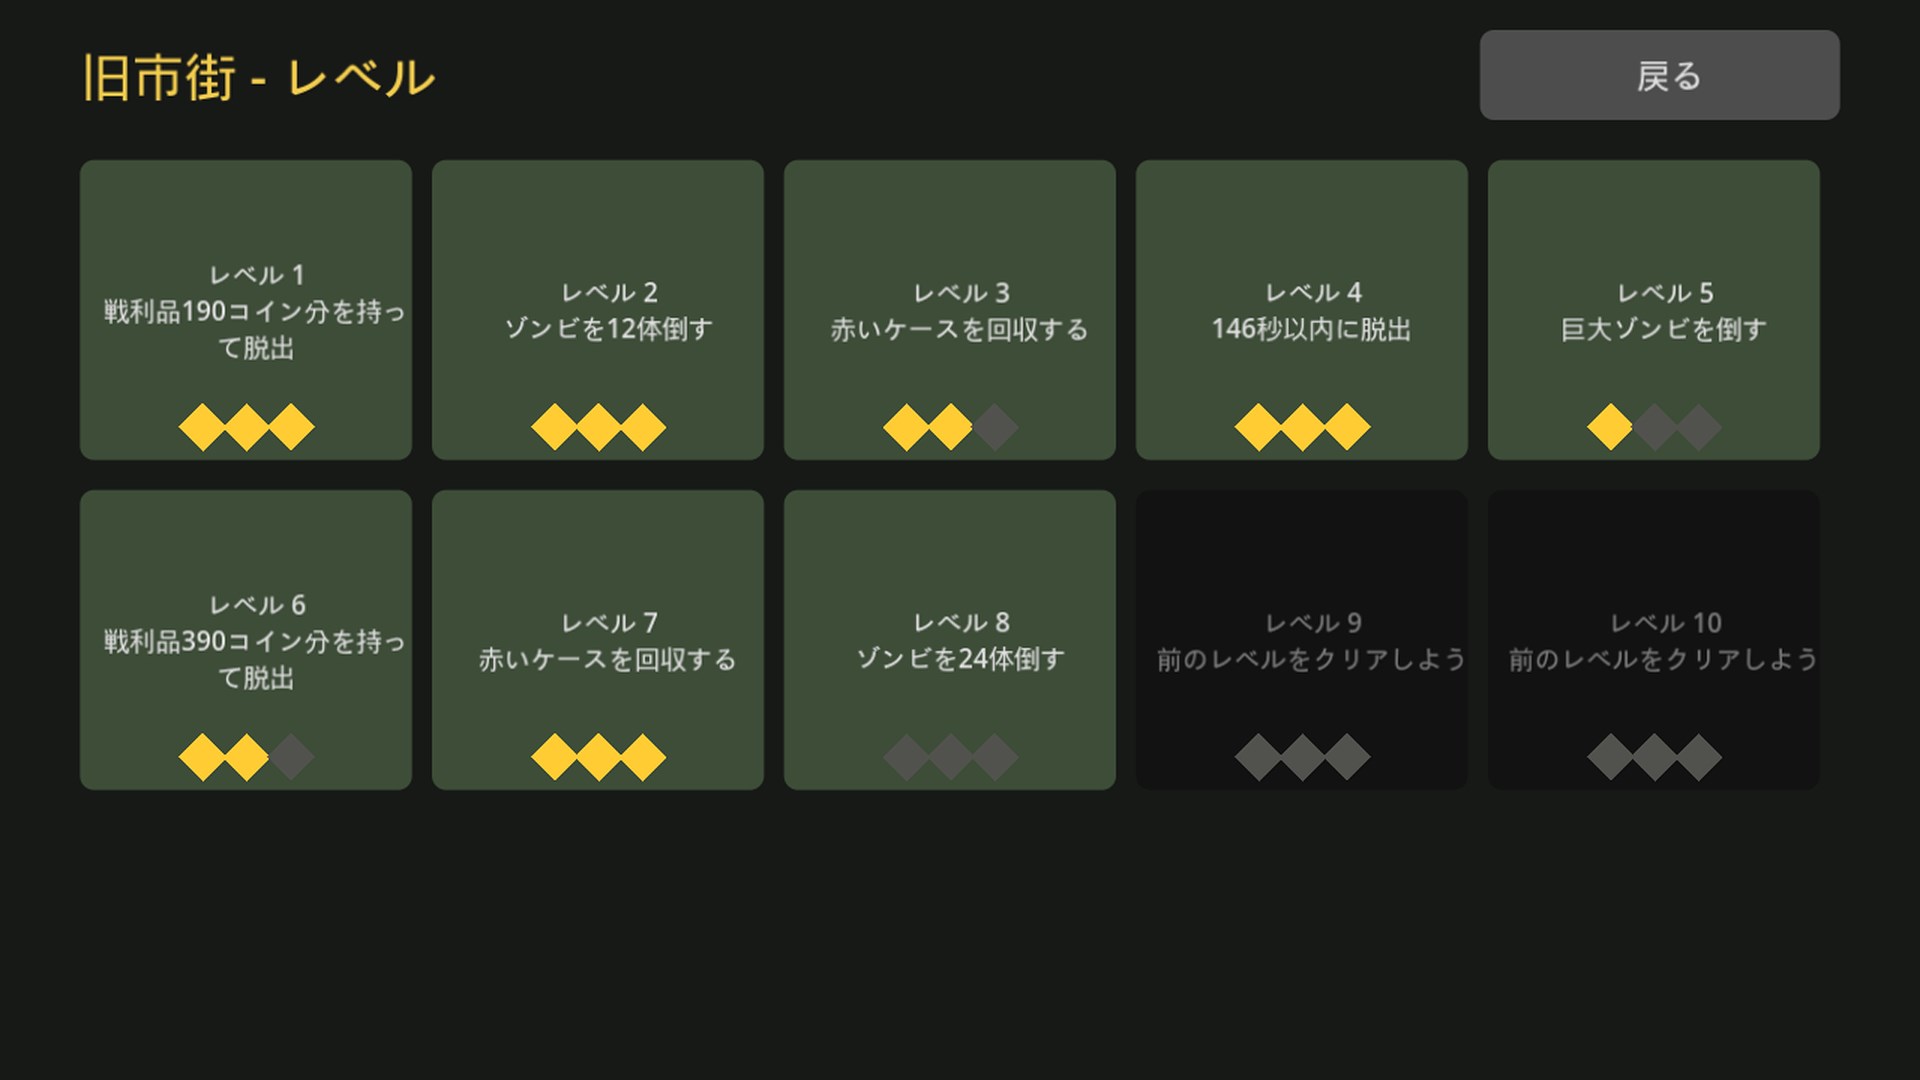 旧市街 - レベル
戻る
レベル 1
戦利品190コイン分を持っ
て脱出
レベル 2
ゾンビを12体倒す
レベル 3
赤いケースを回収する
レベル 4
146秒以内に脱出
レベル 5
巨大ゾンビを倒す
レベル 6
戦利品390コイン分を持っ
て脱出
レベル 7
赤いケースを回収する
レベル 8
ゾンビを24体倒す
レベル 9
前のレベルをクリアしよう
レベル 10
前のレベルをクリアしよう